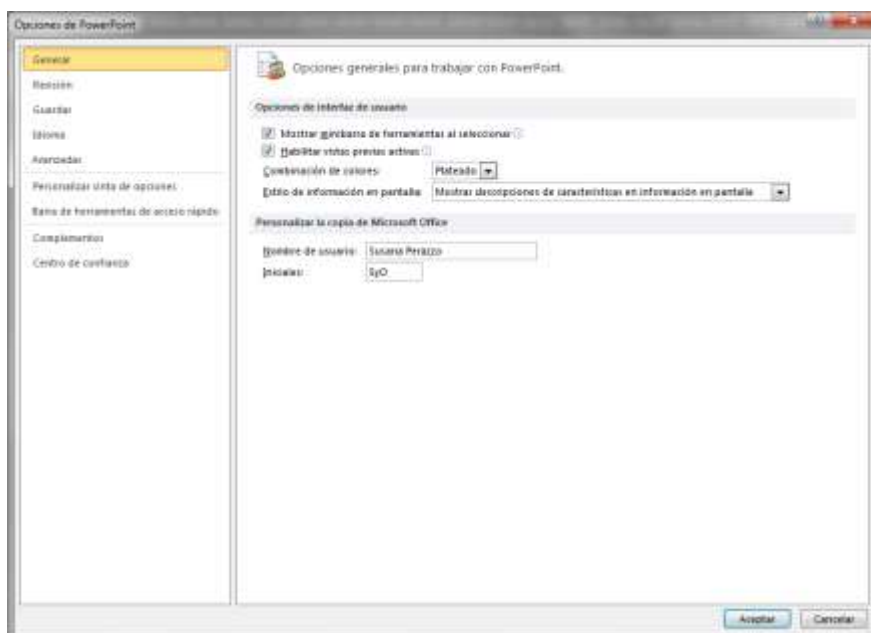 Opciones de PowerPoint
General
Revisión
Guardar
Idioma
Avanzadas
Personalizar cinta de opciones
Barra de herramientas de acceso rápido
Complementos
Centro de confianza
Opciones generales para trabajar con PowerPoint.
Opciones de interfaz de usuario
Mostrar minibarra de herramientas al seleccionar
Habilitar vistas previas activas
Combinación de colores: Plateado
Estilo de información en pantalla: Mostrar descripciones de características en información en pantalla
Personalizar la copia de Microsoft Office
Nombre de usuario: Susana Perazzo
Iniciales: SyO
Aceptar Cancelar